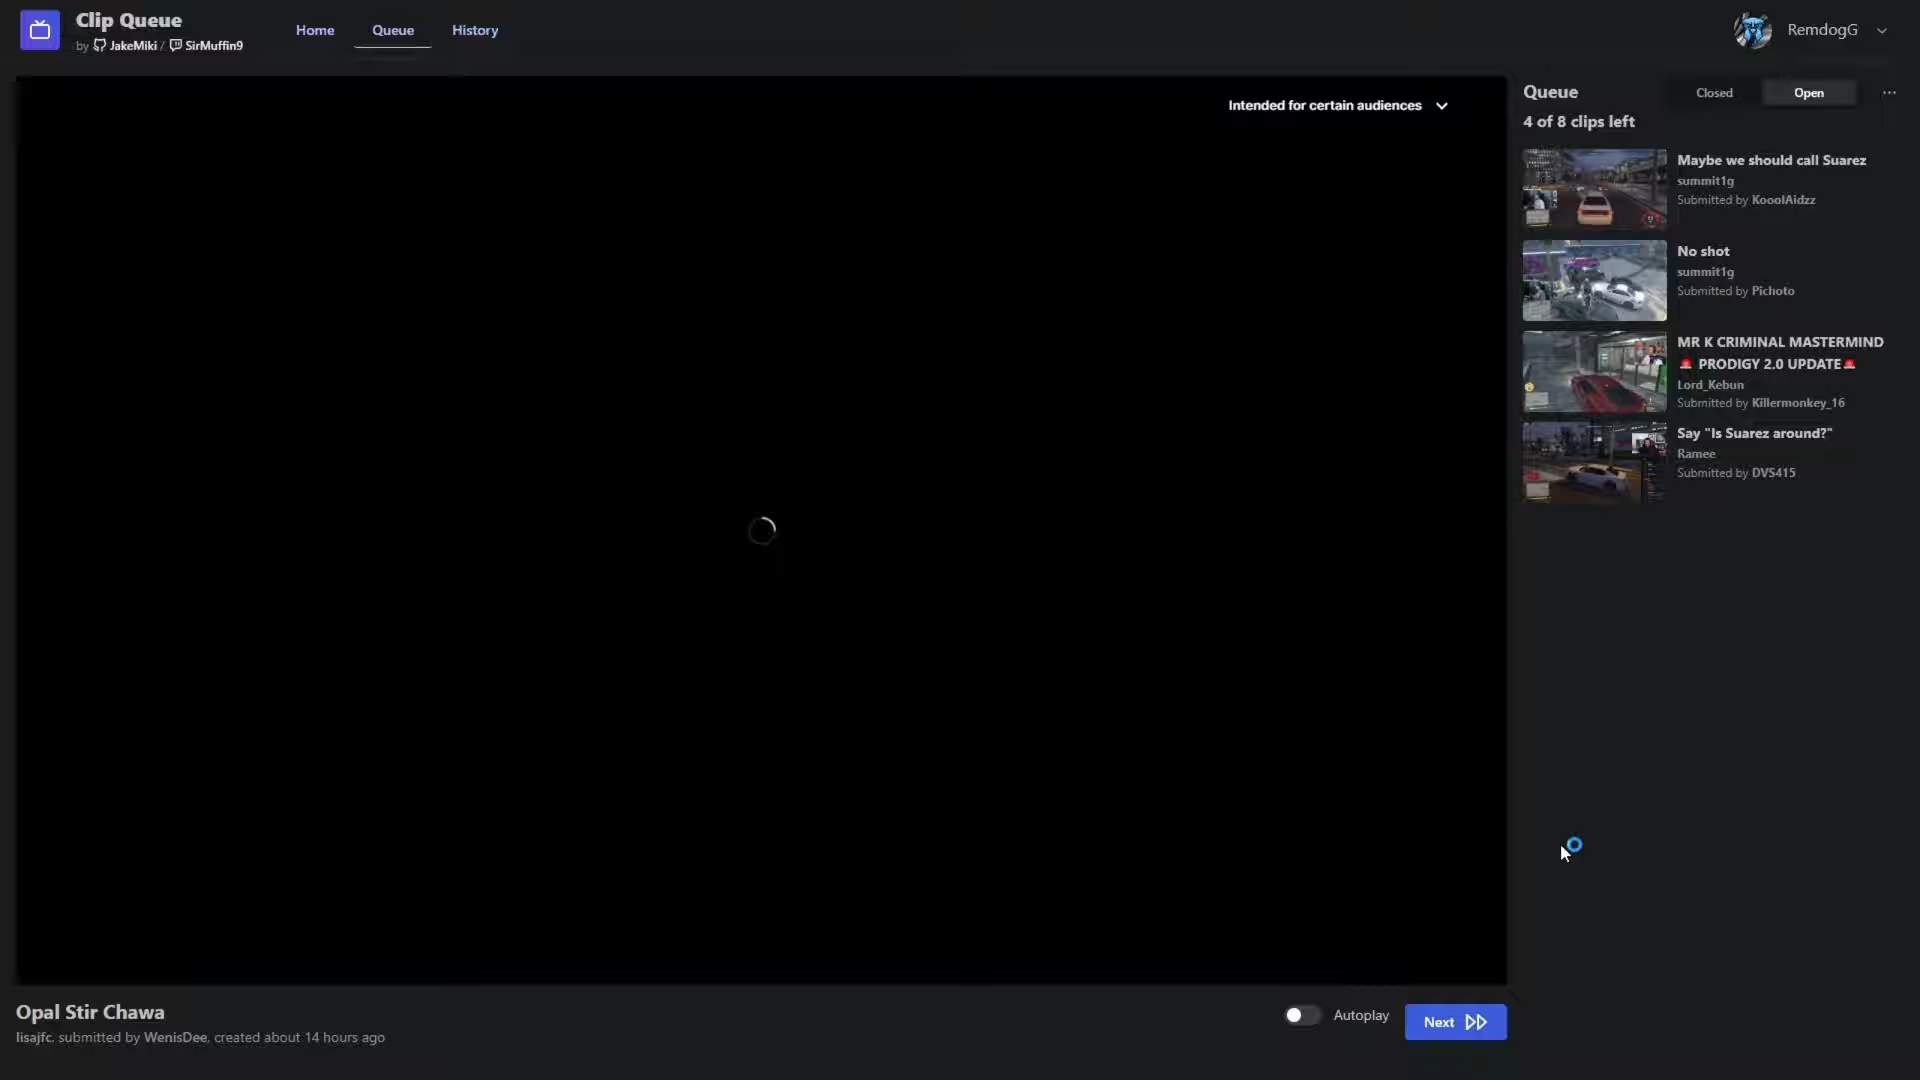 Clip Queue
by JakeMiki / SirMuffin9
Home
Queue
History
RemdogG
Intended for certain audiences
Queue
Closed
Open
4 of 8 clips left
Maybe we should call Suarez
summit1g
Submitted by KooolAidzz
No shot
summit1g
Submitted by Pichoto
MR K CRIMINAL MASTERMIND
🚨 PRODIGY 2.0 UPDATE🚨
Lord_Kebun
Submitted by Killermonkey_16
Say "Is Suarez around?"
Ramee
Submitted by DVS415
Opal Stir Chawa
lisajfc, submitted by WenisDee, created about 14 hours ago
Autoplay
Next